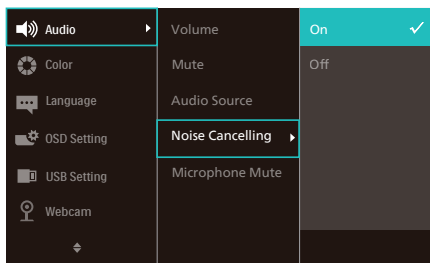 Audio
Color
Language
OSD Setting
USB Setting
Webcam
Volume
Mute
Audio Source
Noise Cancelling
Microphone Mute
On
Off